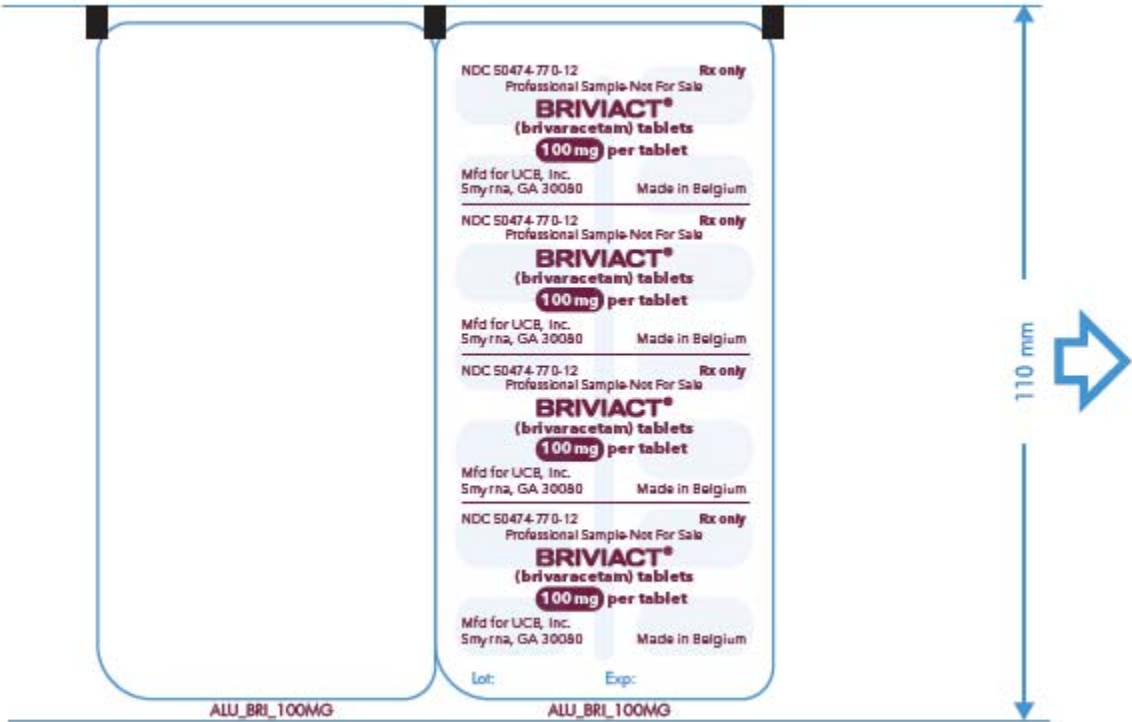 NDC 50474-770-12 Rx only
Professional Sample-Not For Sale
BRIVIACT®
(brivaracetam) tablets
100 mg per tablet
Mfd for UCB, Inc.
Smyrna, GA 30080 Made in Belgium
NDC 50474-770-12 Rx only
Professional Sample-Not For Sale
BRIVIACT®
(brivaracetam) tablets
100 mg per tablet
Mfd for UCB, Inc.
Smyrna, GA 30080 Made in Belgium
NDC 50474-770-12 Rx only
Professional Sample-Not For Sale
BRIVIACT®
(brivaracetam) tablets
100 mg per tablet
Mfd for UCB, Inc.
Smyrna, GA 30080 Made in Belgium
NDC 50474-770-12 Rx only
Professional Sample-Not For Sale
BRIVIACT®
(brivaracetam) tablets
100 mg per tablet
Mfd for UCB, Inc.
Smyrna, GA 30080 Made in Belgium
Lot: Exp:
ALU_BRI_100MG ALU_BRI_100MG
110 mm